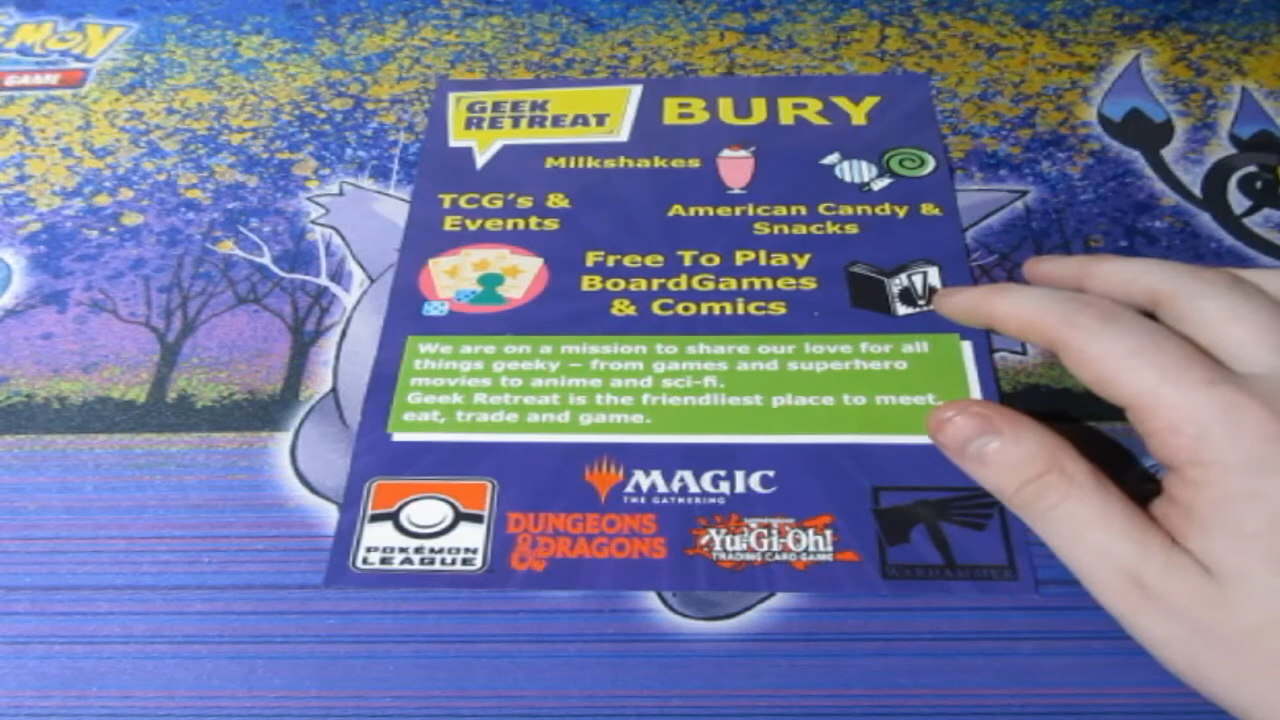 MON
GAME
GEEK
RETREAT
BURY
Milkshakes
TCG's &
Events
American Candy &
Snacks
Free To Play
BoardGames
& Comics
We are on a mission to share our love for all
things geeky – from games and superhero
movies to anime and sci-fi.
Geek Retreat is the friendliest place to meet,
eat, trade and game.
MAGIC
THE GATHERING
POKÉMON
LEAGUE
DUNGEONS
& DRAGONS
Yu-Gi-Oh!
TRADING CARD GAME
WARHAMMER